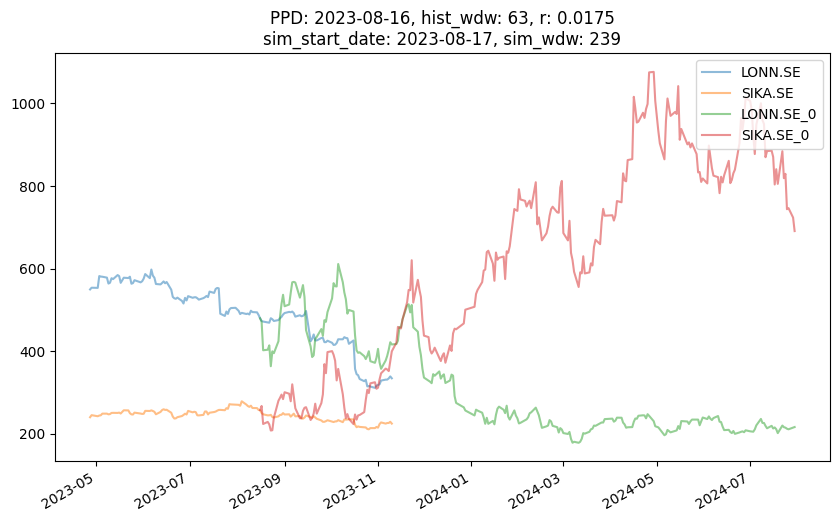 PPD: 2023-08-16, hist_wdw: 63, r: 0.0175
sim_start_date: 2023-08-17, sim_wdw: 239
LONN.SE
SIKA.SE
LONN.SE_0
SIKA.SE_0
1000
800
600
400
200
2023-05
2023-07
2023-09
2023-11
2024-01
2024-03
2024-05
2024-07